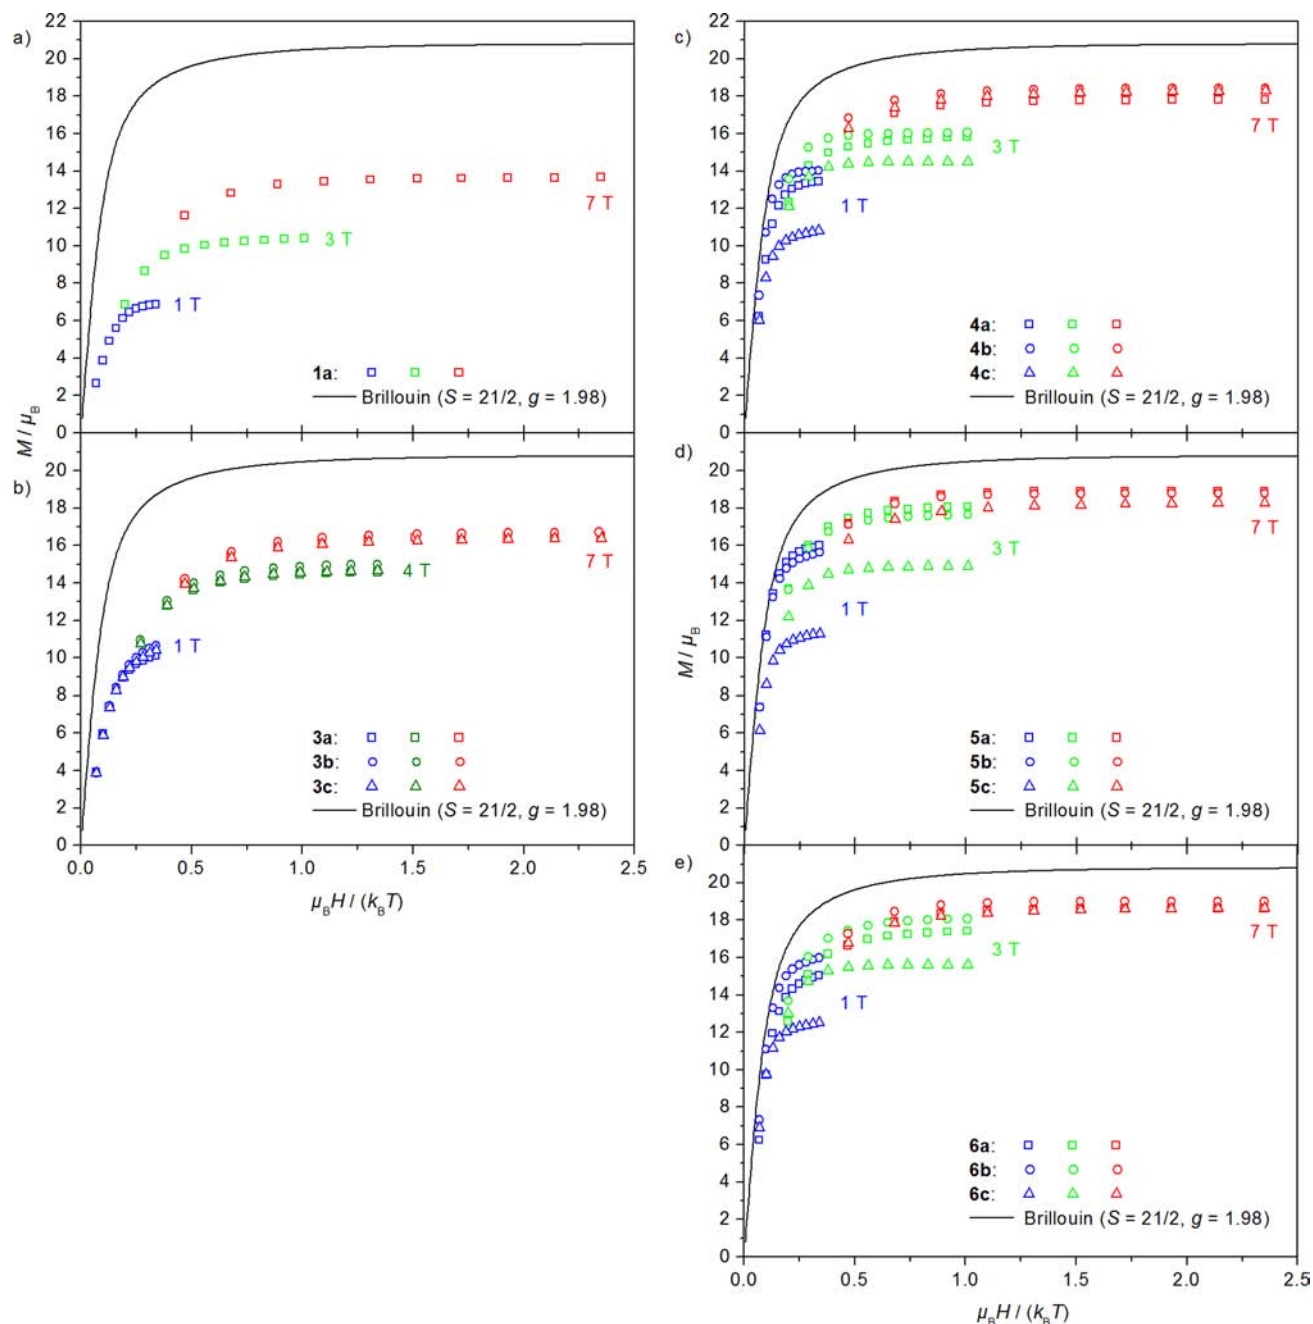 a)
22
20
18
16
14
12
10
8
6
4
2
0
M / μB
7 T
3 T
1 T
1a:
Brillouin (S = 21/2, g = 1.98)
b)
20
18
16
14
12
10
8
6
4
2
0
7 T
4 T
1 T
3a:
3b:
3c:
Brillouin (S = 21/2, g = 1.98)
0.0 0.5 1.0 1.5 2.0 2.5
μBH / (kBT)
c)
22
20
18
16
14
12
10
8
6
4
2
0
7 T
3 T
1 T
4a:
4b:
4c:
Brillouin (S = 21/2, g = 1.98)
d)
20
18
16
14
12
10
8
6
4
2
0
M / μB
7 T
3 T
1 T
5a:
5b:
5c:
Brillouin (S = 21/2, g = 1.98)
e)
20
18
16
14
12
10
8
6
4
2
0
7 T
3 T
1 T
6a:
6b:
6c:
Brillouin (S = 21/2, g = 1.98)
0.0 0.5 1.0 1.5 2.0 2.5
μBH / (kBT)